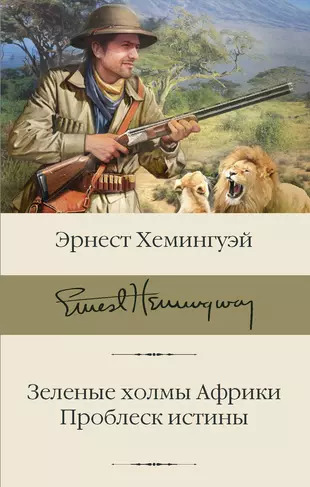 Эрнест Хемингуэй
Ernest Hemingway
Зеленые холмы Африки
Проблеск истины